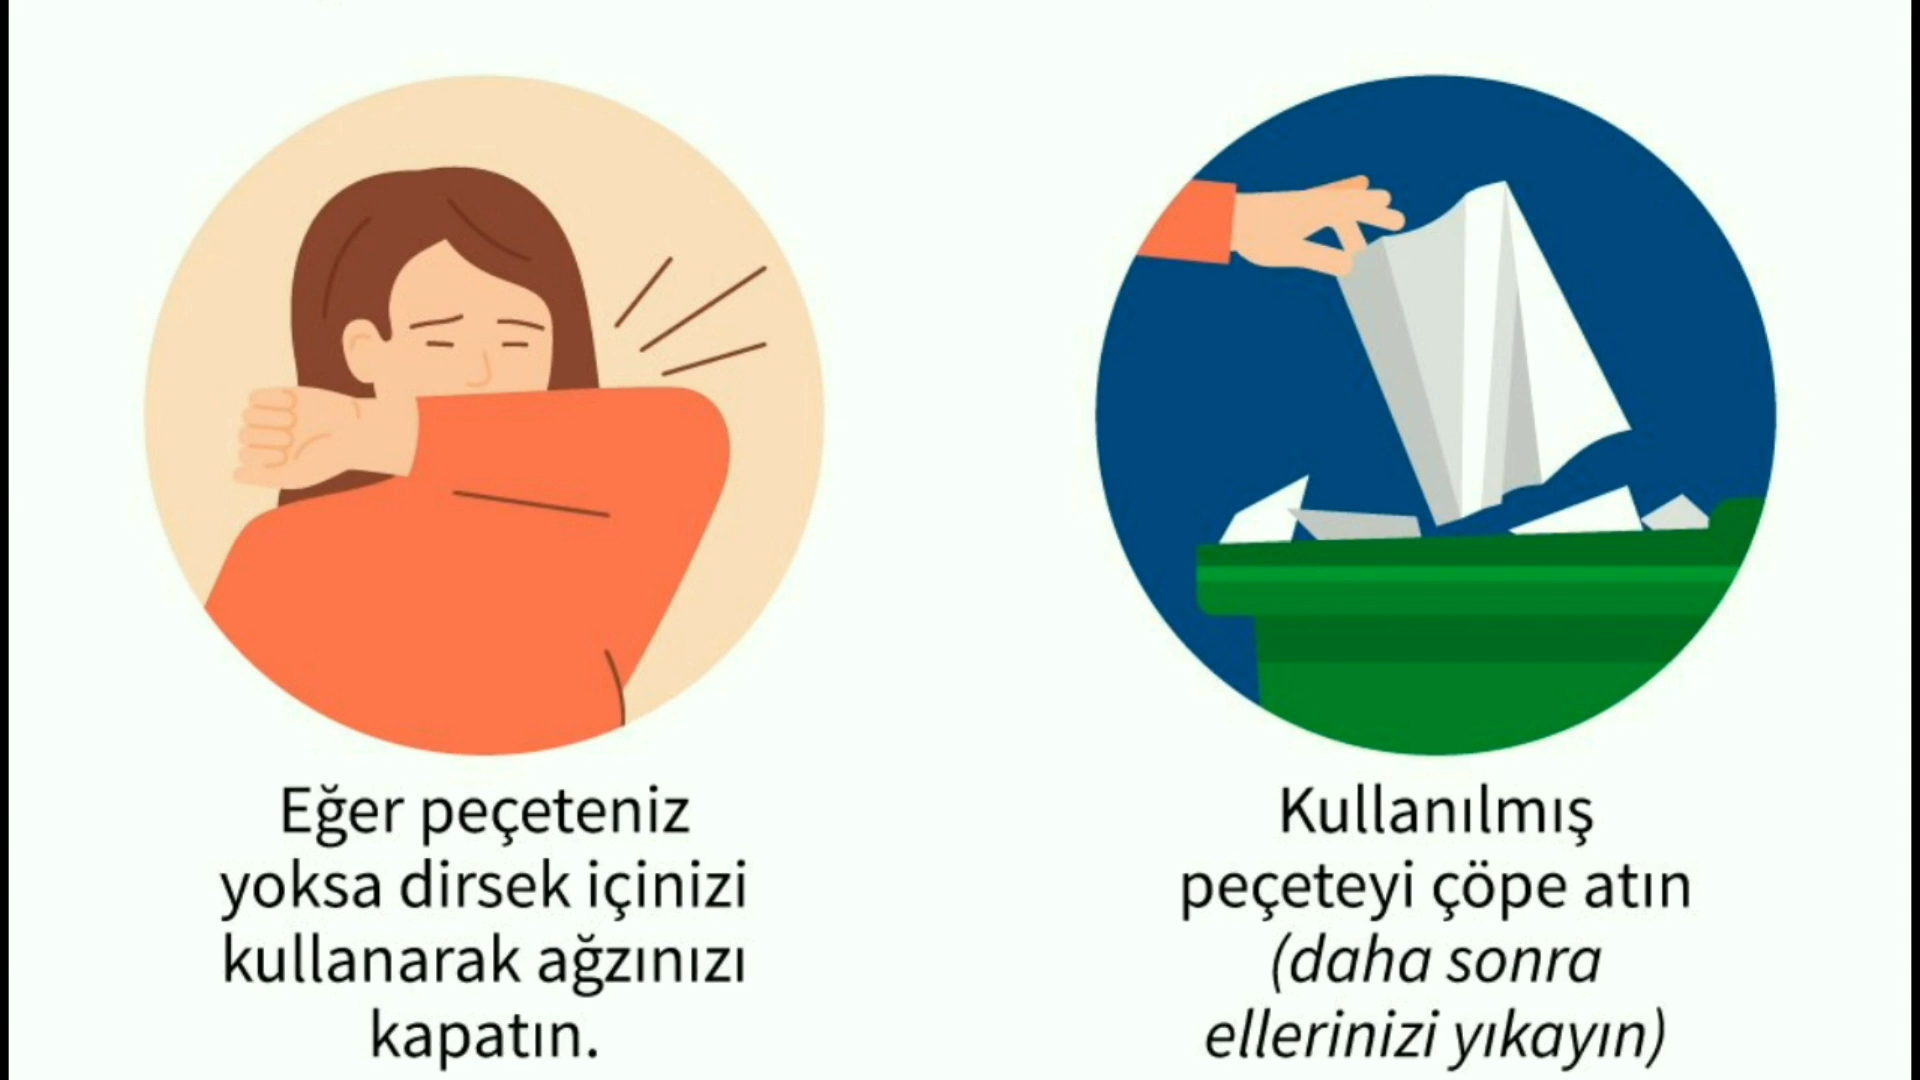 Eğer peçeteniz
yoksa dirsek içinizi
kullanarak ağzınızı
kapatın.
Kullanılmış
peçeteyi çöpe atın
(daha sonra
ellerinizi yıkayın)